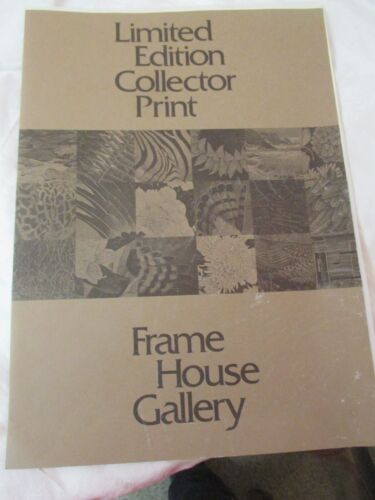 Limited
Edition
Collector
Print
Frame
House
Gallery